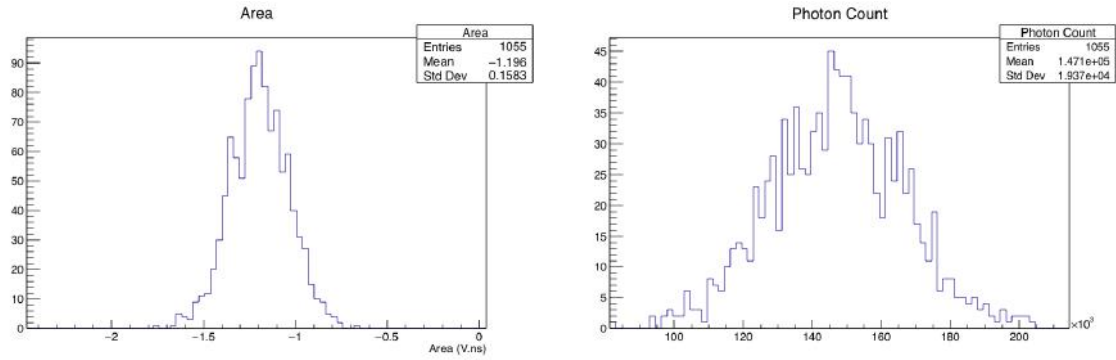 Area
Area
Entries 1055
Mean −1.196
Std Dev 0.1583
90
80
70
60
50
40
30
20
10
0
−2 −1.5 −1 −0.5 0
Area (V.ns)
Photon Count
Photon Count
Entries 1055
Mean 1.471e+05
Std Dev 1.937e+04
45
40
35
30
25
20
15
10
5
0
100 120 140 160 180 200
×10³